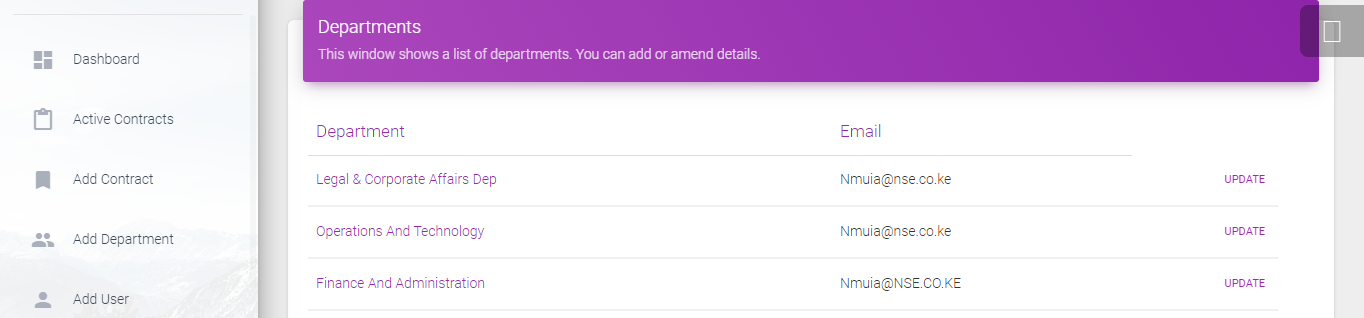 Departments
This window shows a list of departments. You can add or amend details.
Dashboard
Active Contracts
Add Contract
Add Department
Add User
Department Email
Legal & Corporate Affairs Dep Nmuia@nse.co.ke UPDATE
Operations And Technology Nmuia@nse.co.ke UPDATE
Finance And Administration Nmuia@NSE.CO.KE UPDATE